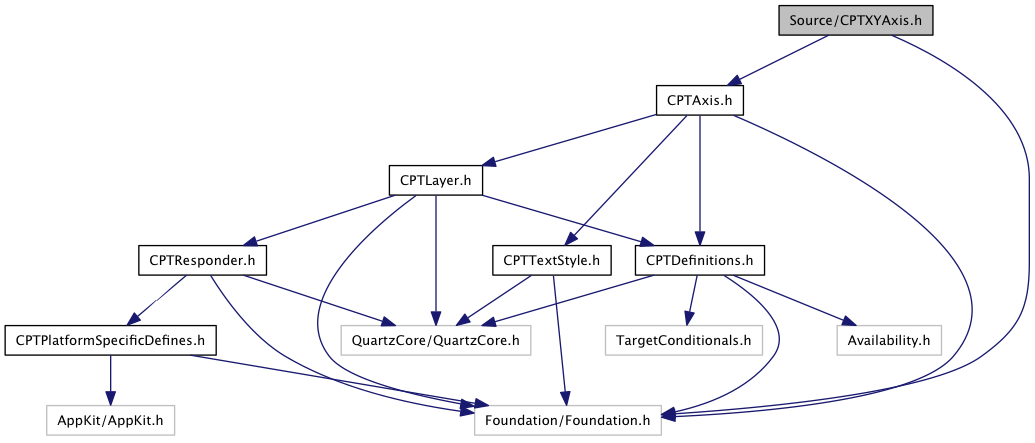 Source/CPTXYAxis.h
CPTAxis.h
CPTLayer.h
CPTResponder.h
CPTTextStyle.h
CPTDefinitions.h
CPTPlatformSpecificDefines.h
QuartzCore/QuartzCore.h
TargetConditionals.h
Availability.h
AppKit/AppKit.h
Foundation/Foundation.h